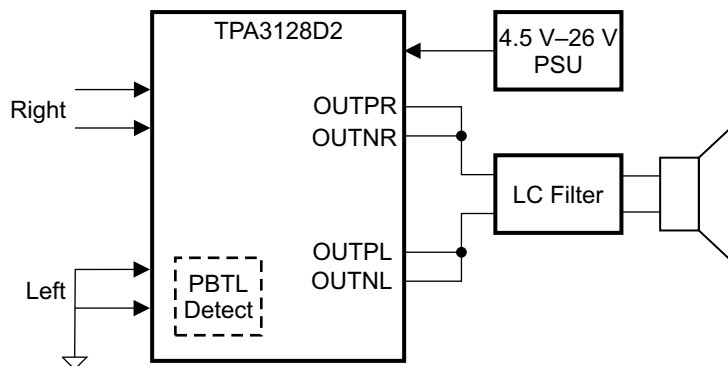 TPA3128D2
4.5 V–26 V
PSU
Right
OUTPR
OUTNR
LC Filter
Left
PBTL
Detect
OUTPL
OUTNL